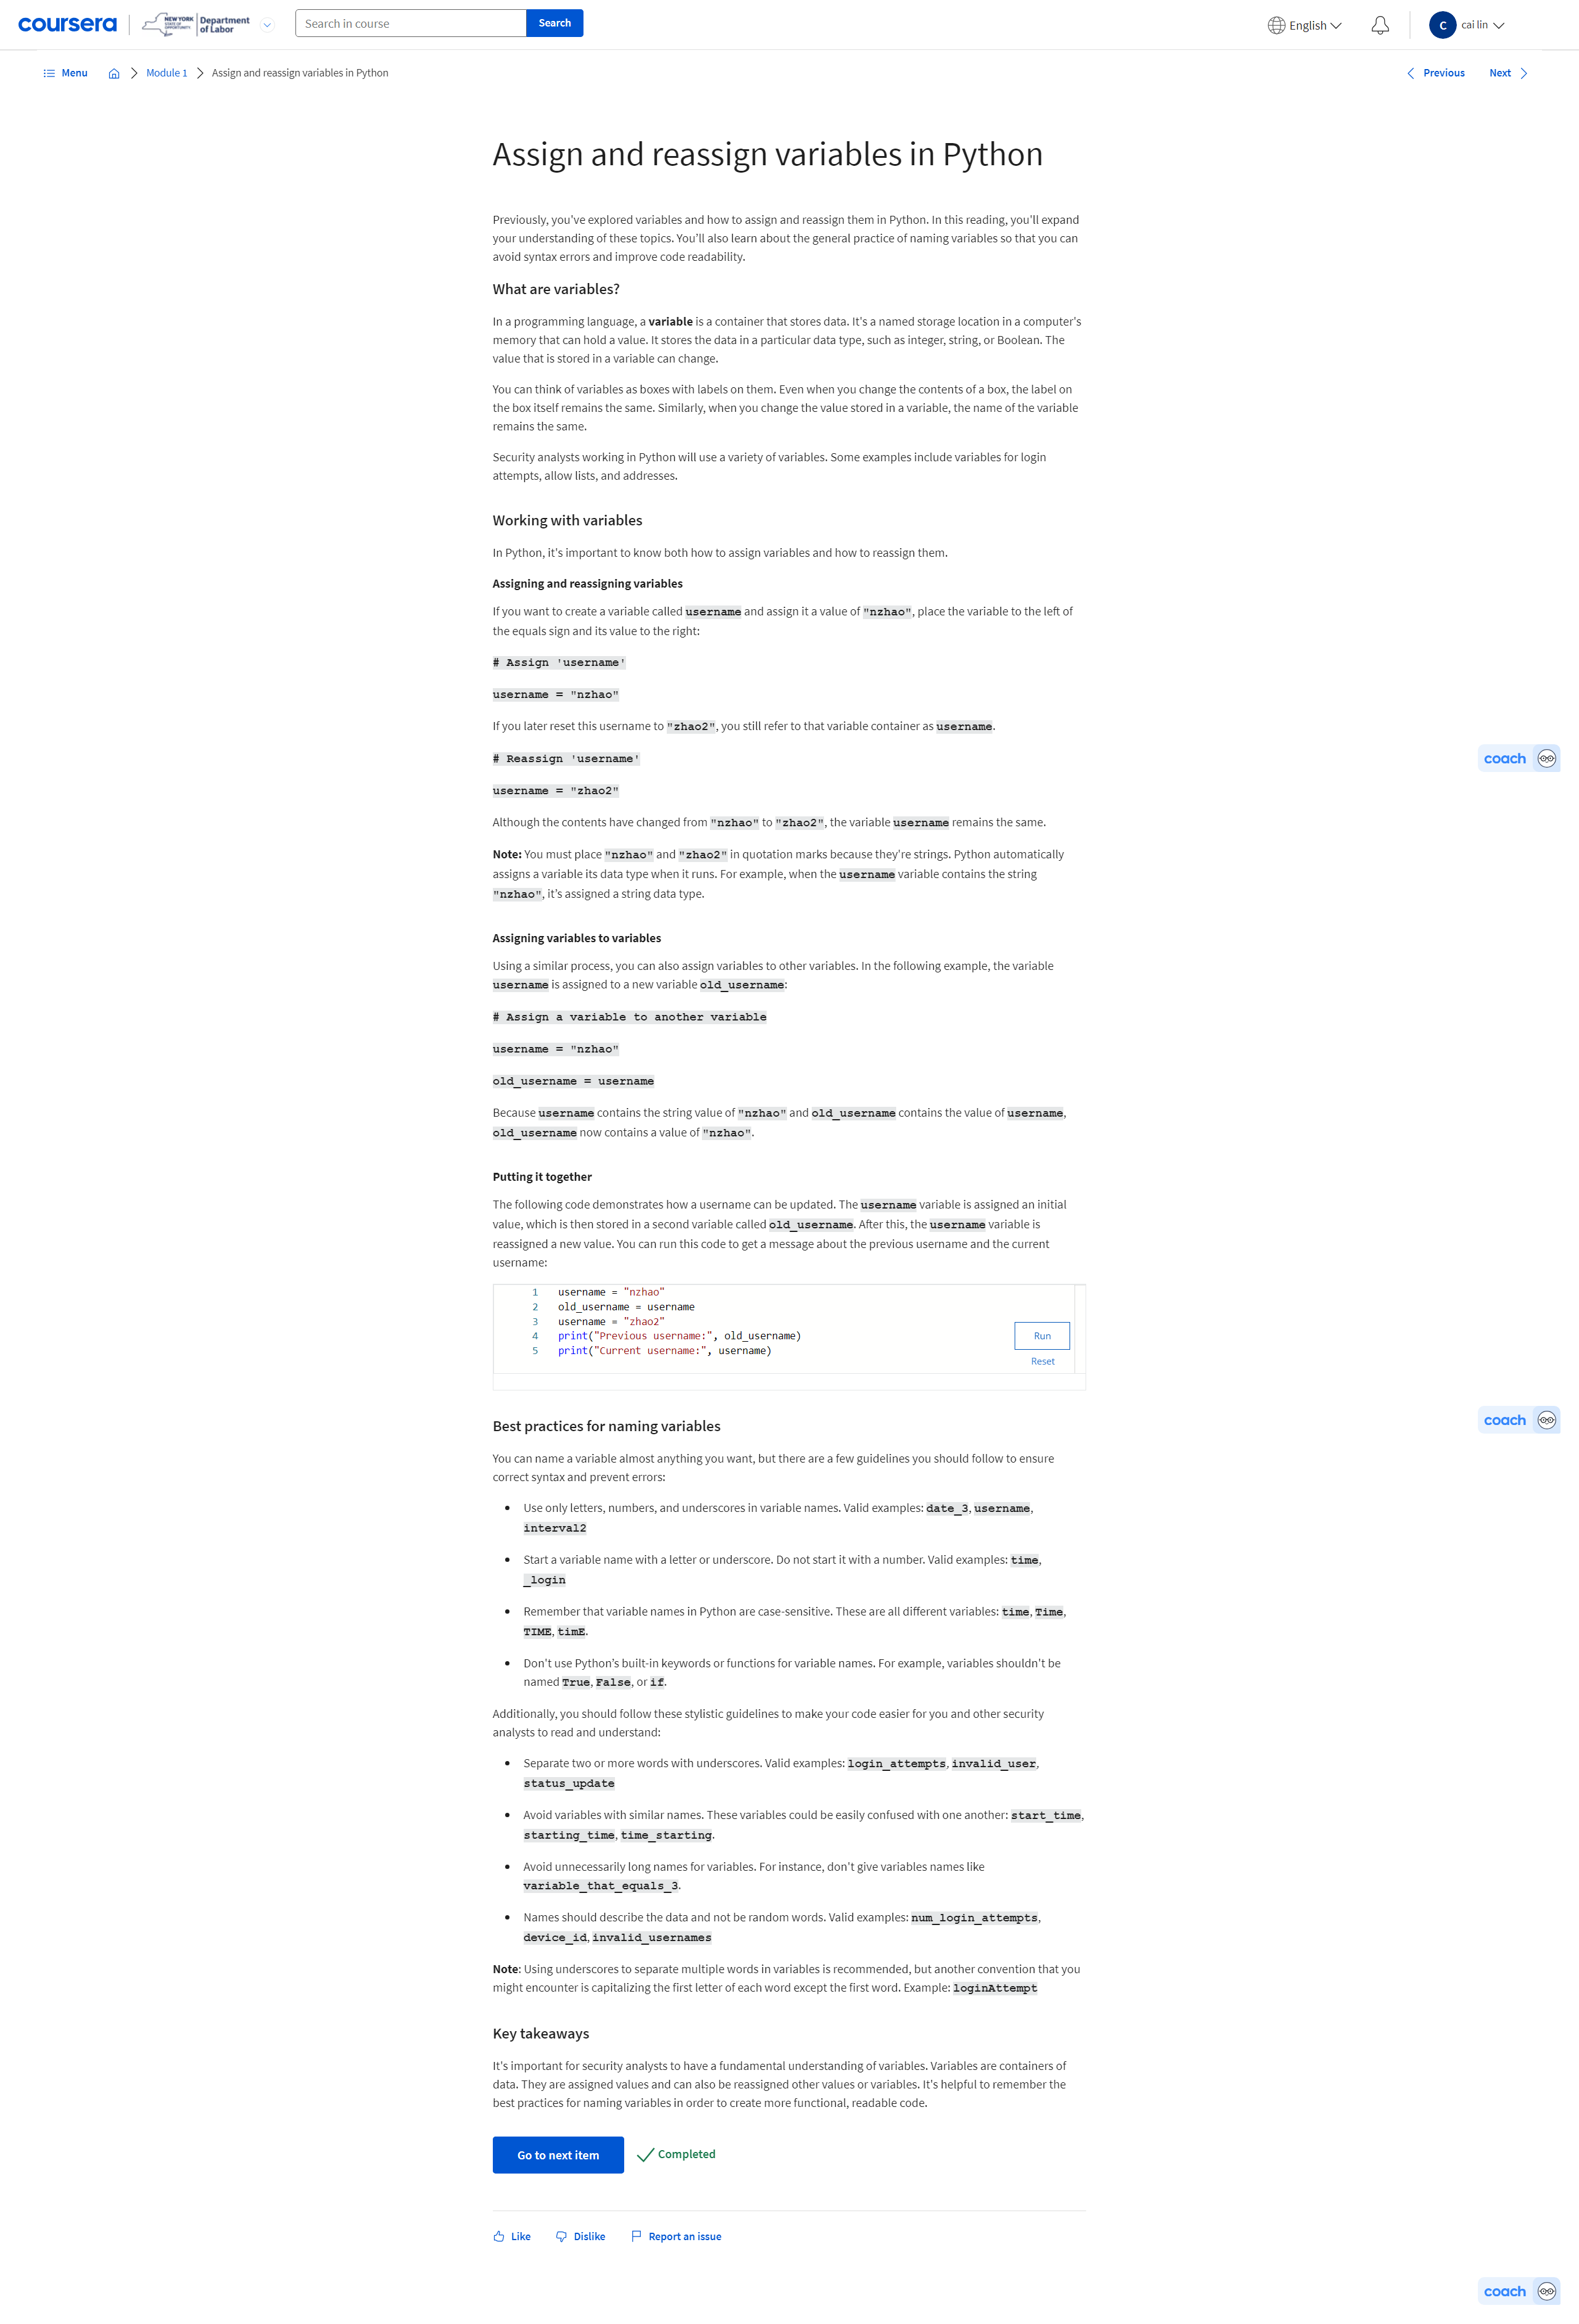 coursera
NEW YORK STATE OF OPPORTUNITY.
Department of Labor
Search in course
Search
English
C
cai lin
Menu
Module 1
Assign and reassign variables in Python
Previous
Next
Assign and reassign variables in Python
Previously, you've explored variables and how to assign and reassign them in Python. In this reading, you'll expand
your understanding of these topics. You'll also learn about the general practice of naming variables so that you can
avoid syntax errors and improve code readability.
What are variables?
In a programming language, a variable is a container that stores data. It's a named storage location in a computer's
memory that can hold a value. It stores the data in a particular data type, such as integer, string, or Boolean. The
value that is stored in a variable can change.
You can think of variables as boxes with labels on them. Even when you change the contents of a box, the label on
the box itself remains the same. Similarly, when you change the value stored in a variable, the name of the variable
remains the same.
Security analysts working in Python will use a variety of variables. Some examples include variables for login
attempts, allow lists, and addresses.
Working with variables
In Python, it's important to know both how to assign variables and how to reassign them.
Assigning and reassigning variables
If you want to create a variable called username and assign it a value of "nzhao", place the variable to the left of
the equals sign and its value to the right:
# Assign 'username'
username = "nzhao"
If you later reset this username to "zhao2", you still refer to that variable container as username.
# Reassign 'username'
username = "zhao2"
coach
Although the contents have changed from "nzhao" to "zhao2", the variable username remains the same.
Note: You must place "nzhao" and "zhao2" in quotation marks because they're strings. Python automatically
assigns a variable its data type when it runs. For example, when the username variable contains the string
"nzhao", it's assigned a string data type.
Assigning variables to variables
Using a similar process, you can also assign variables to other variables. In the following example, the variable
username is assigned to a new variable old_username:
# Assign a variable to another variable
username = "nzhao"
old_username = username
Because username contains the string value of "nzhao" and old_username contains the value of username,
old_username now contains a value of "nzhao".
Putting it together
The following code demonstrates how a username can be updated. The username variable is assigned an initial
value, which is then stored in a second variable called old_username. After this, the username variable is
reassigned a new value. You can run this code to get a message about the previous username and the current
username:
1 username = "nzhao"
2 old_username = username
3 username = "zhao2"
4 print("Previous username:", old_username)
5 print("Current username:", username)
Run
Reset
Best practices for naming variables
coach
You can name a variable almost anything you want, but there are a few guidelines you should follow to ensure
correct syntax and prevent errors:
• Use only letters, numbers, and underscores in variable names. Valid examples: date_3, username,
interval2
• Start a variable name with a letter or underscore. Do not start it with a number. Valid examples: time,
_login
• Remember that variable names in Python are case-sensitive. These are all different variables: time, Time,
TIME, timE.
• Don't use Python's built-in keywords or functions for variable names. For example, variables shouldn't be
named True, False, or if.
Additionally, you should follow these stylistic guidelines to make your code easier for you and other security
analysts to read and understand:
• Separate two or more words with underscores. Valid examples: login_attempts, invalid_user,
status_update
• Avoid variables with similar names. These variables could be easily confused with one another: start_time,
starting_time, time_starting.
• Avoid unnecessarily long names for variables. For instance, don't give variables names like
variable_that_equals_3.
• Names should describe the data and not be random words. Valid examples: num_login_attempts,
device_id, invalid_usernames
Note: Using underscores to separate multiple words in variables is recommended, but another convention that you
might encounter is capitalizing the first letter of each word except the first word. Example: loginAttempt
Key takeaways
It's important for security analysts to have a fundamental understanding of variables. Variables are containers of
data. They are assigned values and can also be reassigned other values or variables. It's helpful to remember the
best practices for naming variables in order to create more functional, readable code.
Go to next item
Completed
Like
Dislike
Report an issue
coach